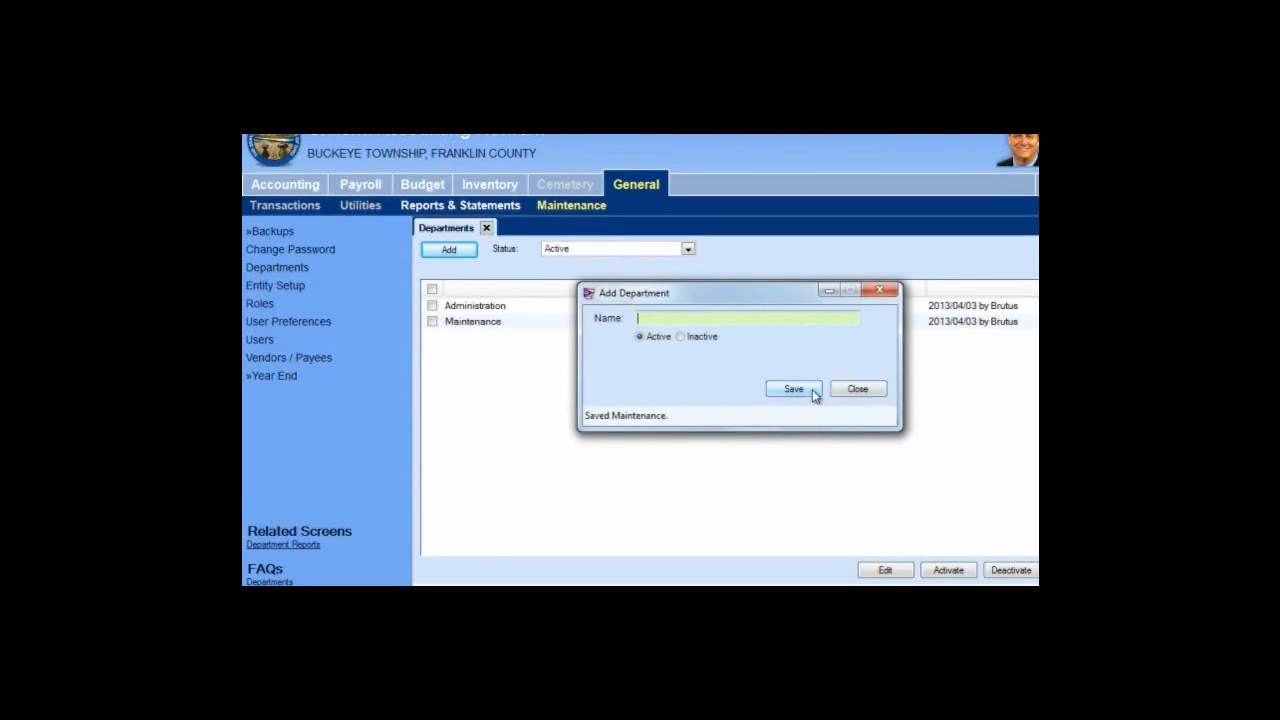 BUCKEYE TOWNSHIP, FRANKLIN COUNTY
Accounting Payroll Budget Inventory Cemetery General
Transactions Utilities Reports & Statements Maintenance
»Backups
Change Password
Departments
Entity Setup
Roles
User Preferences
Users
Vendors / Payees
»Year End
Related Screens
Department Reports
FAQs
Departments
Departments
Add Status: Active
Administration 2013/04/03 by Brutus
Maintenance 2013/04/03 by Brutus
Add Department
Name:
Active Inactive
Save Close
Saved Maintenance.
Edit Activate Deactivate